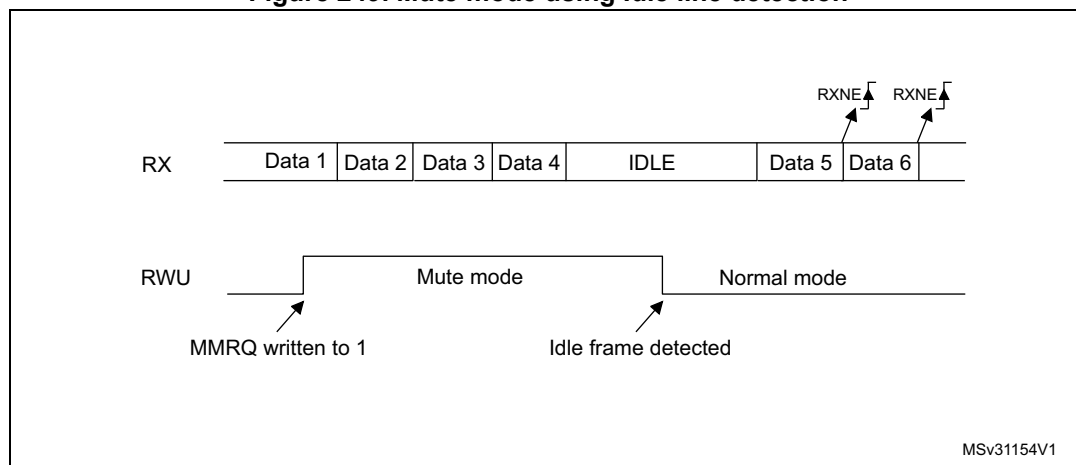 Figure Mute mode using Idle line detection
RXNE RXNE
RX Data 1 Data 2 Data 3 Data 4 IDLE Data 5 Data 6
RWU Mute mode Normal mode
MMRQ written to 1 Idle frame detected
MSv31154V1